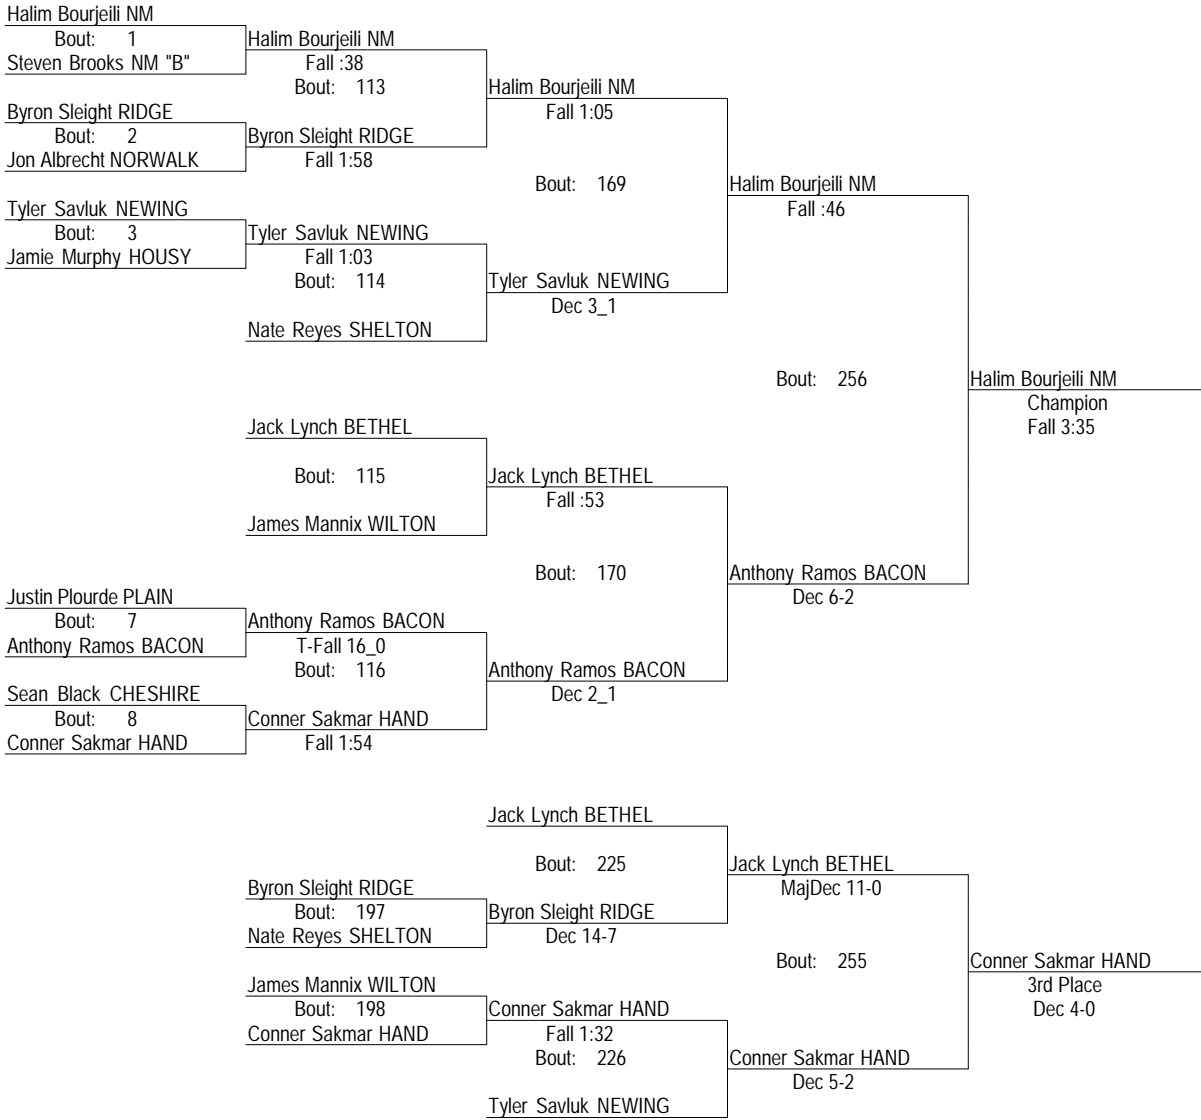 Halim Bourjeili NM
Bout: 1
Halim Bourjeili NM
Steven Brooks NM "B"
Fall :38
Bout: 113
Halim Bourjeili NM
Byron Sleight RIDGE
Fall 1:05
Bout: 2
Byron Sleight RIDGE
Jon Albrecht NORWALK
Fall 1:58
Bout: 169
Halim Bourjeili NM
Tyler Savluk NEWING
Fall :46
Bout: 3
Tyler Savluk NEWING
Jamie Murphy HOUSY
Fall 1:03
Bout: 114
Tyler Savluk NEWING
Dec 3_1
Nate Reyes SHELTON
Bout: 256
Halim Bourjeili NM
Champion
Fall 3:35
Jack Lynch BETHEL
Bout: 115
Jack Lynch BETHEL
Fall :53
James Mannix WILTON
Bout: 170
Anthony Ramos BACON
Justin Plourde PLAIN
Dec 6-2
Bout: 7
Anthony Ramos BACON
Anthony Ramos BACON
T-Fall 16_0
Bout: 116
Anthony Ramos BACON
Sean Black CHESHIRE
Dec 2_1
Bout: 8
Conner Sakmar HAND
Conner Sakmar HAND
Fall 1:54
Jack Lynch BETHEL
Bout: 225
Jack Lynch BETHEL
Byron Sleight RIDGE
MajDec 11-0
Bout: 197
Byron Sleight RIDGE
Nate Reyes SHELTON
Dec 14-7
Bout: 255
Conner Sakmar HAND
James Mannix WILTON
3rd Place
Bout: 198
Conner Sakmar HAND
Dec 4-0
Conner Sakmar HAND
Fall 1:32
Bout: 226
Conner Sakmar HAND
Dec 5-2
Tyler Savluk NEWING